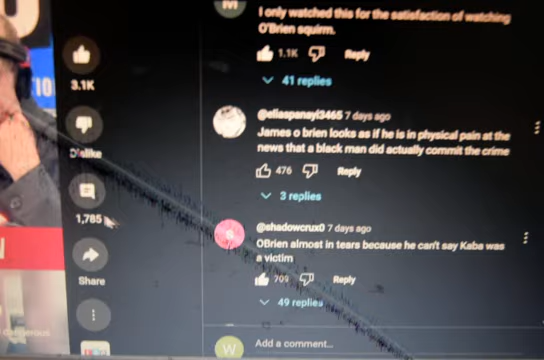 M
I only watched this for the satisfaction of watching
O'Brien squirm.
1.1K
Reply
41 replies
3.1K
Dislike
1,785
Share
@eliaspanayi3465 7 days ago
James o brien looks as if he is in physical pain at the
news that a black man did actually commit the crime
476
Reply
3 replies
S
@shadowcrux0 7 days ago
OBrien almost in tears because he can't say Kaba was
a victim
709
Reply
49 replies
W
Add a comment...
dangerous